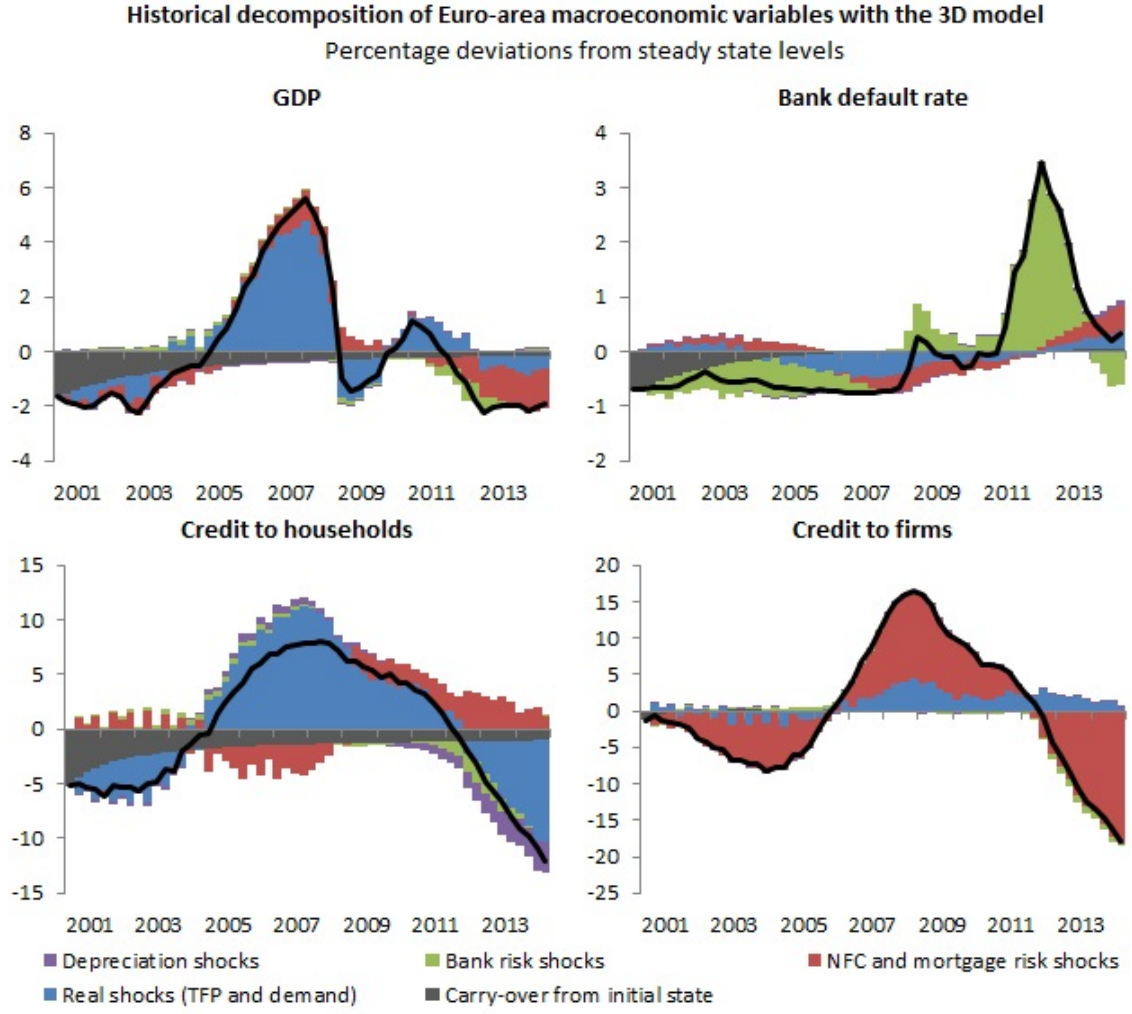 Historical decomposition of Euro-area macroeconomic variables with the 3D model
Percentage deviations from steady state levels
GDP
8
6
4
2
0
-2
-4
2001 2003 2005 2007 2009 2011 2013
Bank default rate
4
3
2
1
0
-1
-2
2001 2003 2005 2007 2009 2011 2013
Credit to households
15
10
5
0
-5
-10
-15
2001 2003 2005 2007 2009 2011 2013
Credit to firms
20
15
10
5
0
-5
-10
-15
-20
-25
2001 2003 2005 2007 2009 2011 2013
Depreciation shocks
Bank risk shocks
NFC and mortgage risk shocks
Real shocks (TFP and demand)
Carry-over from initial state